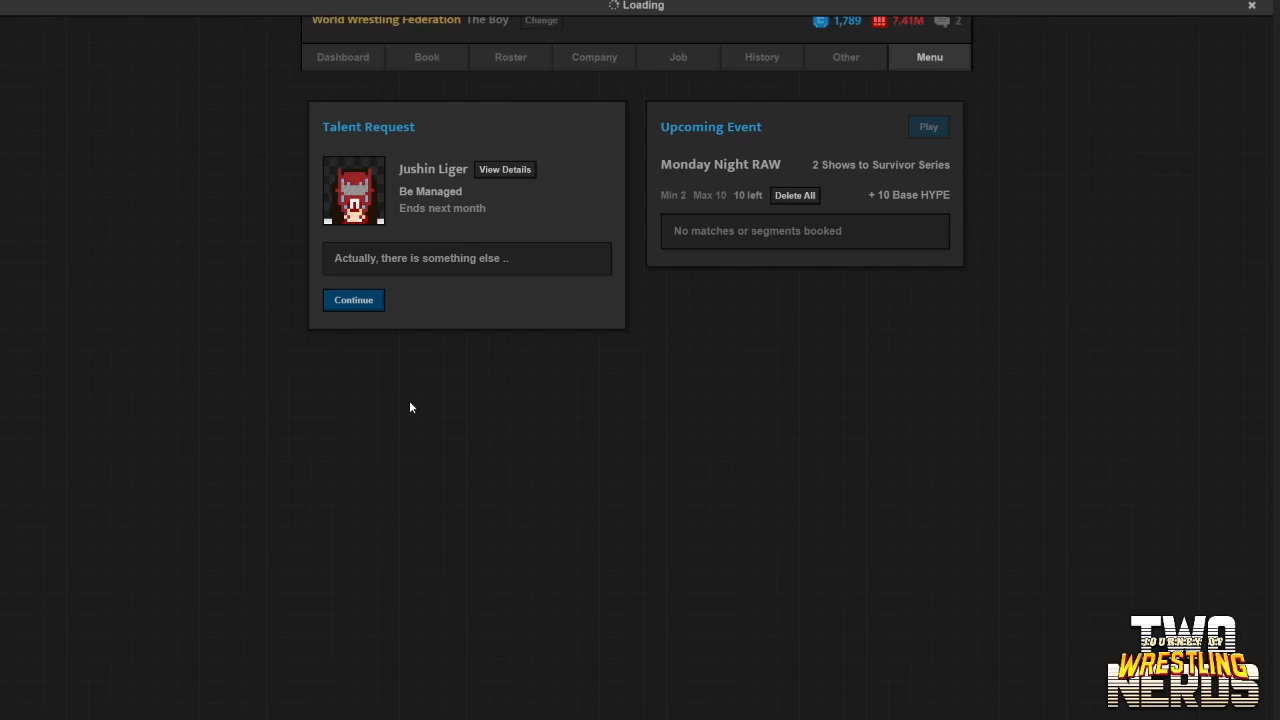 Loading
World Wrestling Federation The Boy Change 1,789 7.41M 2
Dashboard Book Roster Company Job History Other Menu
Talent Request
Jushin Liger View Details
Be Managed
Ends next month
Actually, there is something else ..
Continue
Upcoming Event Play
Monday Night RAW 2 Shows to Survivor Series
Min 2 Max 10 10 left Delete All + 10 Base HYPE
No matches or segments booked
TWO
JOURNEY OF
WRESTLING
NERDS